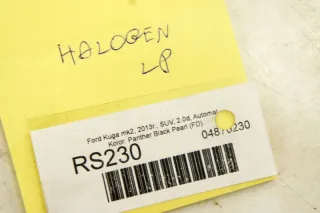 HALOGEN
LP
Ford Kuga mk2, 2013r., SUV, 2.0d, Automat
Kolor: Panther Black Pearl (FD)
RS230